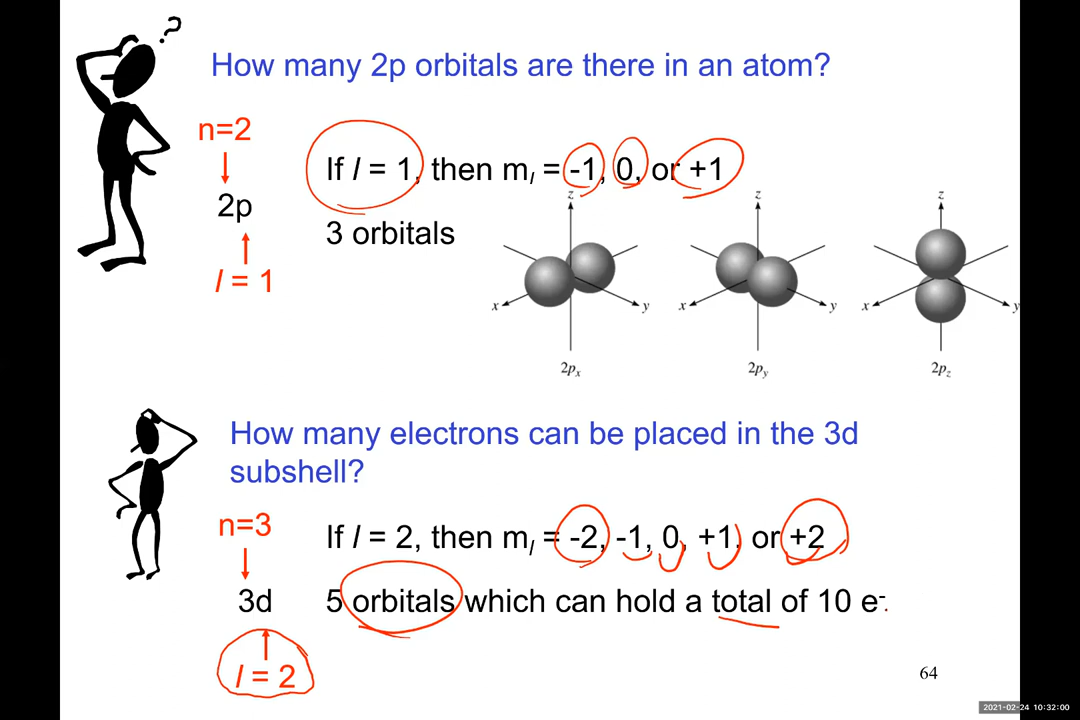 ?
How many 2p orbitals are there in an atom?
n=2
If l = 1, then ml = -1, 0, or +1
2p
3 orbitals
l = 1
z
z
z
x
y
x
y
x
y
2px
2py
2pz
How many electrons can be placed in the 3d
subshell?
n=3
If l = 2, then ml = -2, -1, 0, +1, or +2
3d
5 orbitals which can hold a total of 10 e-
l = 2
64
2021-02-24 10:32:00